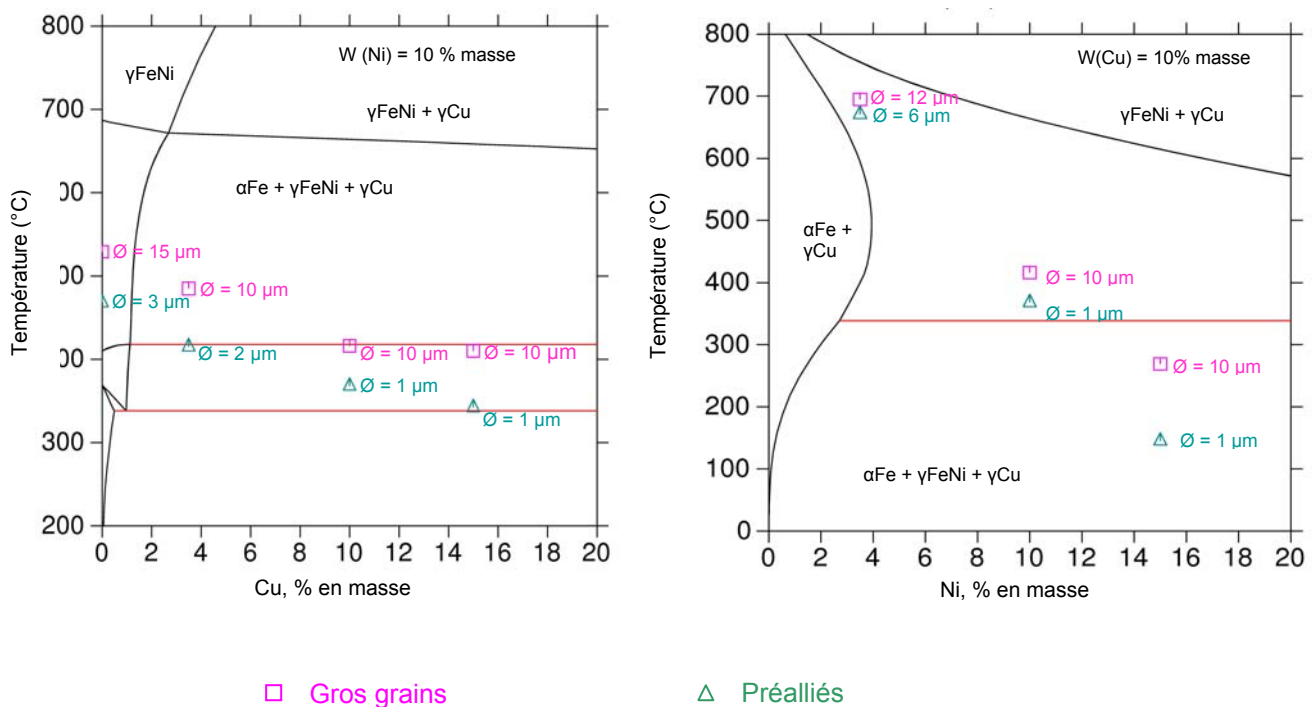 800
700
00
00
00
300
200
Température (°C)
W (Ni) = 10 % masse
γFeNi
γFeNi + γCu
αFe + γFeNi + γCu
Ø = 15 µm
Ø = 10 µm
Ø = 3 µm
Ø = 2 µm
Ø = 10 µm
Ø = 10 µm
Ø = 1 µm
Ø = 1 µm
0 2 4 6 8 10 12 14 16 18 20
Cu, % en masse
800
700
600
500
400
300
200
100
0
Température (°C)
W(Cu) = 10% masse
Ø = 12 µm
Ø = 6 µm
γFeNi + γCu
αFe +
γCu
Ø = 10 µm
Ø = 1 µm
Ø = 10 µm
Ø = 1 µm
αFe + γFeNi + γCu
0 2 4 6 8 10 12 14 16 18 20
Ni, % en masse
Gros grains
Préalliés